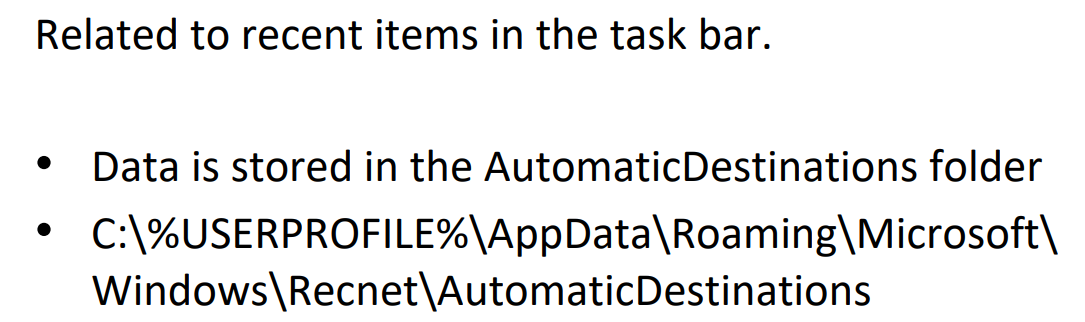 Related to recent items in the task bar.
• Data is stored in the AutomaticDestinations folder
• C:\%USERPROFILE%\AppData\Roaming\Microsoft\
Windows\Recnet\AutomaticDestinations